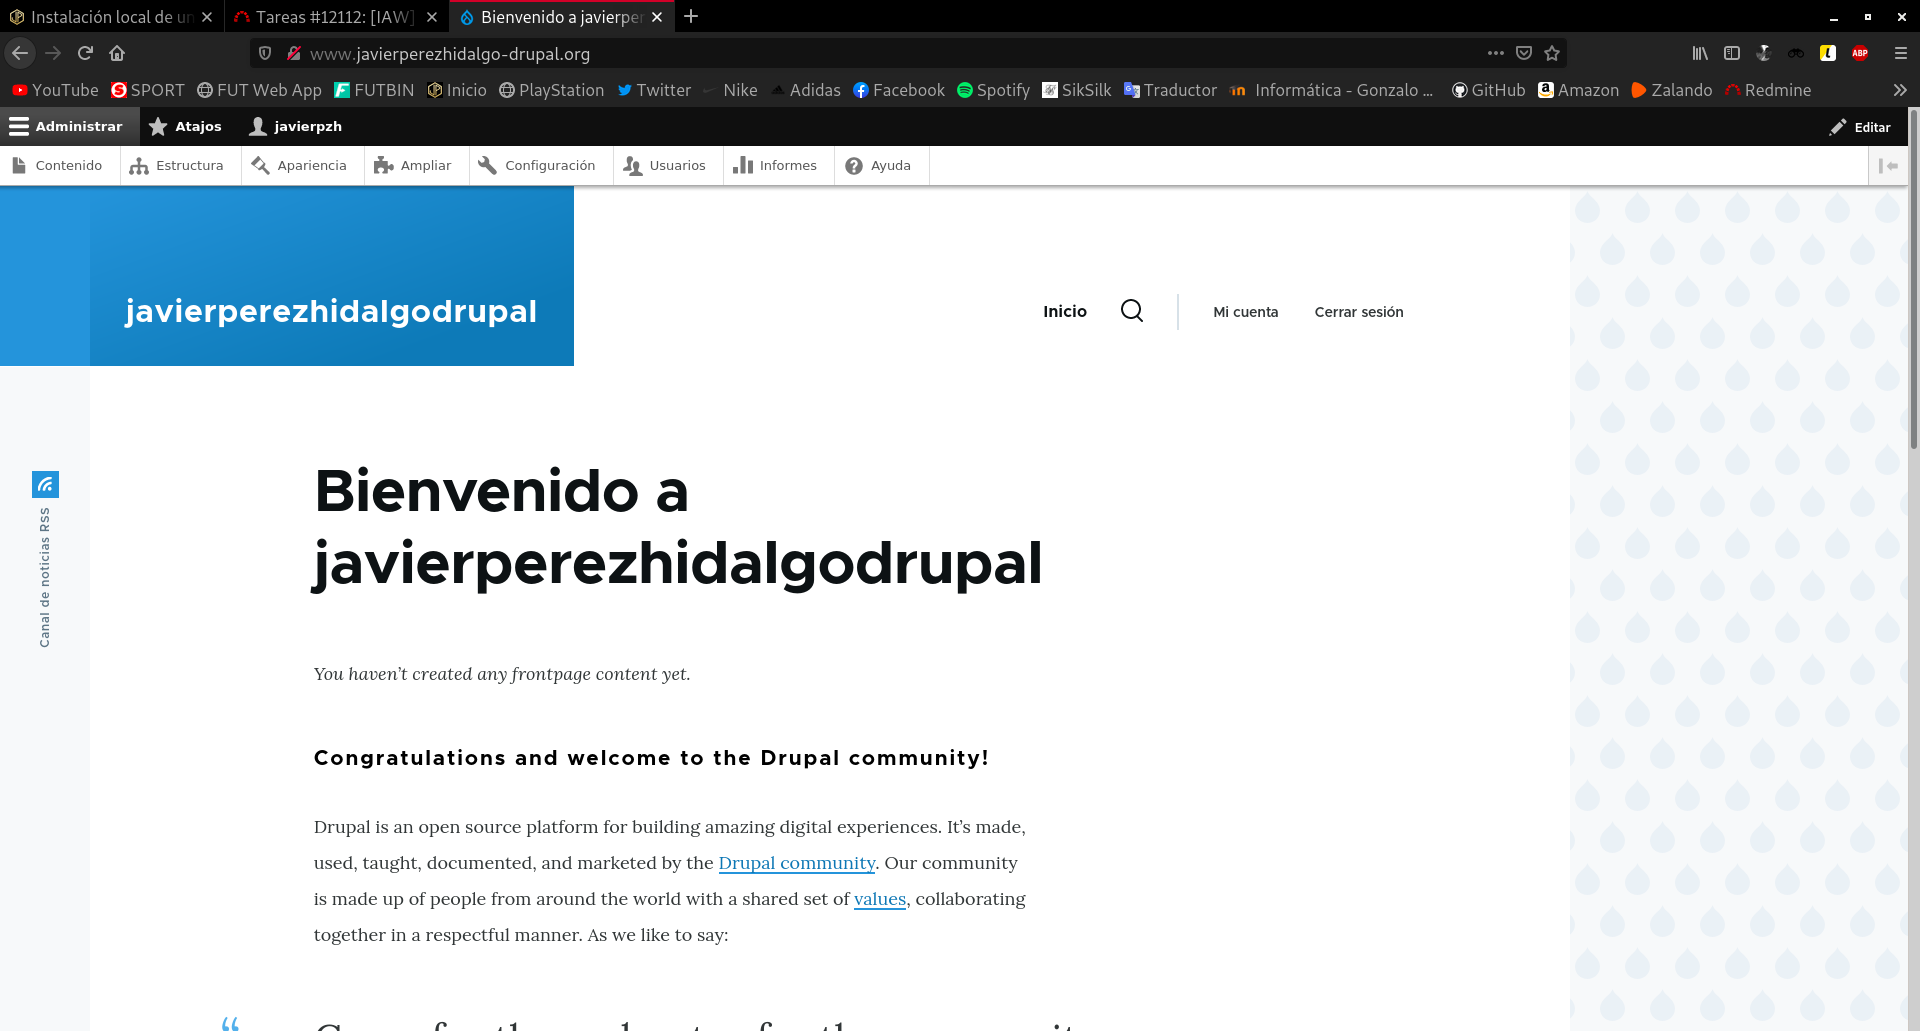 Instalación local de un
Tareas #12112: [IAW]
Bienvenido a javierper
www.javierperezhidalgo-drupal.org
ABP
YouTube
SPORT
FUT Web App
FUTBIN
Inicio
PlayStation
Twitter
Nike
Adidas
Facebook
Spotify
SikSilk
Traductor
Informática - Gonzalo ...
GitHub
Amazon
Zalando
Redmine
Administrar
Atajos
javierpzh
Editar
Contenido
Estructura
Apariencia
Ampliar
Configuración
Usuarios
Informes
Ayuda
javierperezhidalgodrupal
Inicio
Mi cuenta
Cerrar sesión
Canal de noticias RSS
Bienvenido a
javierperezhidalgodrupal
You haven’t created any frontpage content yet.
Congratulations and welcome to the Drupal community!
Drupal is an open source platform for building amazing digital experiences. It’s made,
used, taught, documented, and marketed by the Drupal community. Our community
is made up of people from around the world with a shared set of values, collaborating
together in a respectful manner. As we like to say: